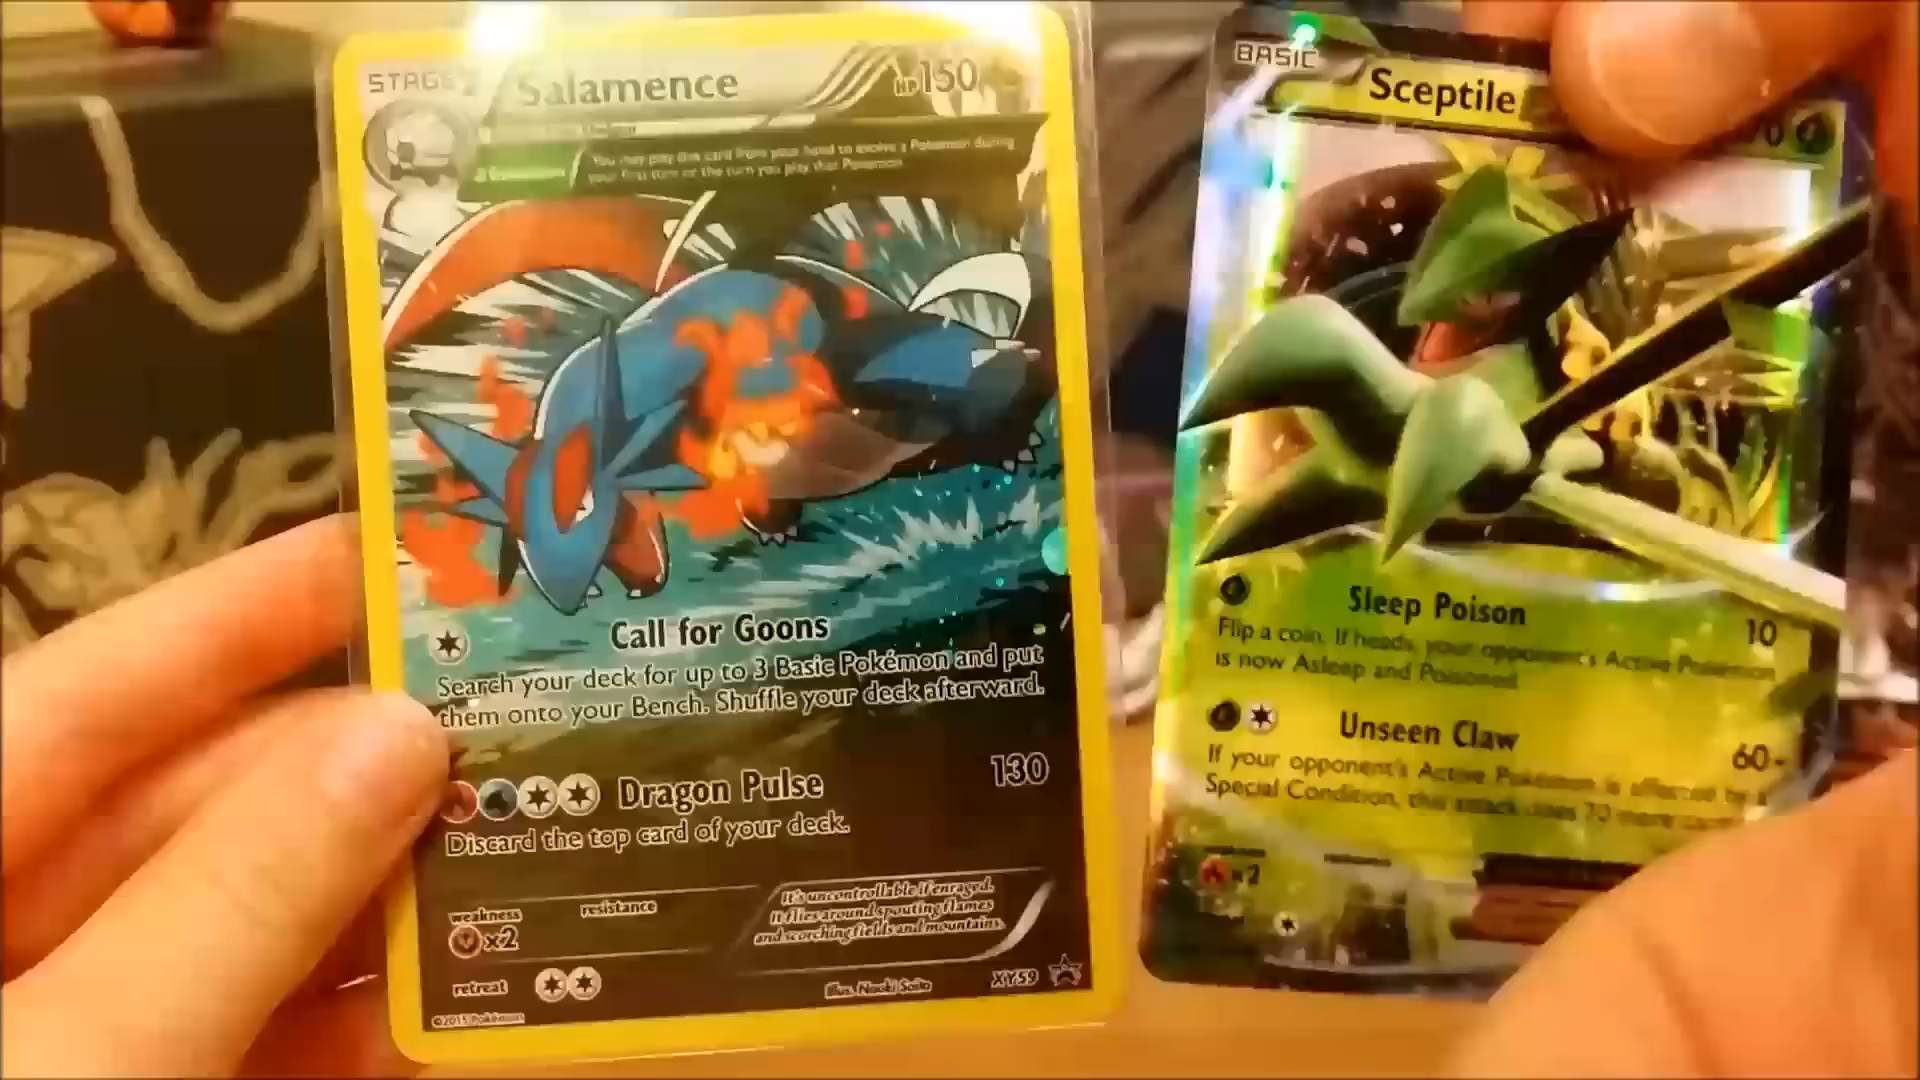 STAGE 2 Salamence HP 150
You may play this card from your hand to evolve a Pokémon during
your first turn or the turn you play that Pokémon.
Call for Goons
Search your deck for up to 3 Basic Pokémon and put
them onto your Bench. Shuffle your deck afterward.
Dragon Pulse 130
Discard the top card of your deck.
weakness resistance
x2
It's uncontrollable if enraged.
It flies around spouting flames
and scorching fields and mountains.
retreat
Illus. Naoki Saito XY59
©2015 Pokémon
BASIC Sceptile
Sleep Poison 10
Flip a coin. If heads, your opponent's Active Pokémon
is now Asleep and Poisoned.
Unseen Claw 60
If your opponent's Active Pokémon is affected by a
Special Condition, this attack does 70 more
weakness resistance
x2